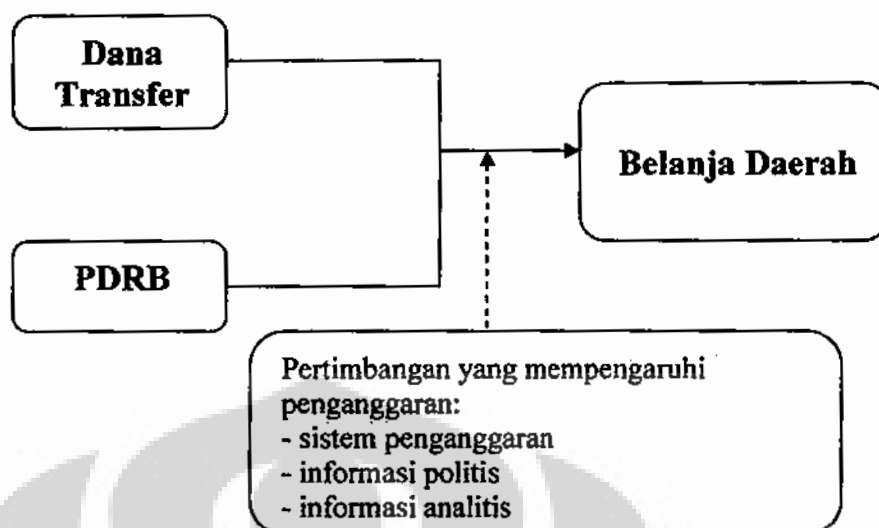 Dana
Transfer
Belanja Daerah
PDRB
Pertimbangan yang mempengaruhi
penganggaran:
- sistem penganggaran
- informasi politis
- informasi analitis